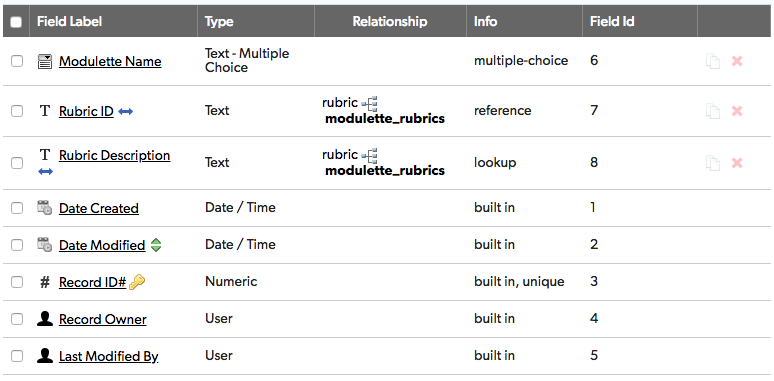 Field Label Type Relationship Info Field Id
Modulette Name Text - Multiple Choice multiple-choice 6
T Rubric ID Text rubric modulette_rubrics reference 7
T Rubric Description Text rubric modulette_rubrics lookup 8
Date Created Date / Time built in 1
Date Modified Date / Time built in 2
# Record ID# Numeric built in, unique 3
Record Owner User built in 4
Last Modified By User built in 5